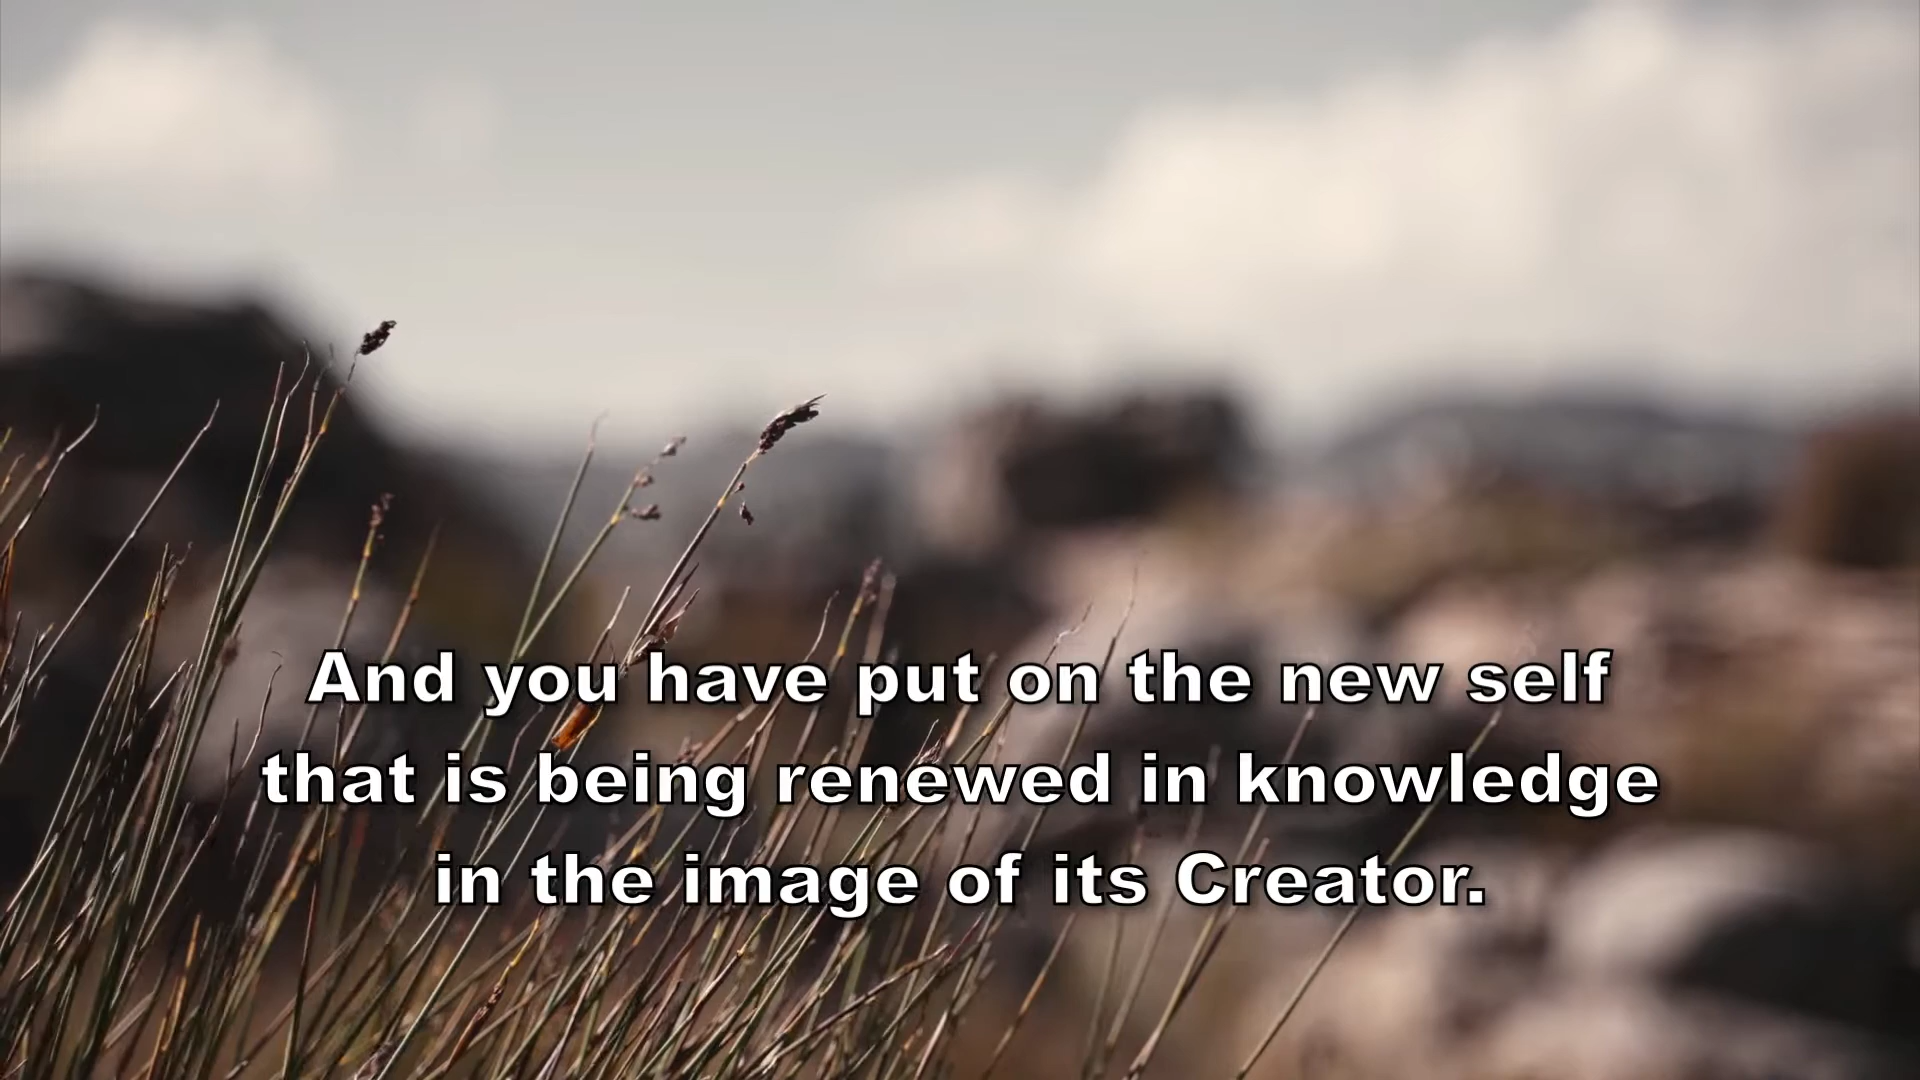 And you have put on the new self
that is being renewed in knowledge
in the image of its Creator.